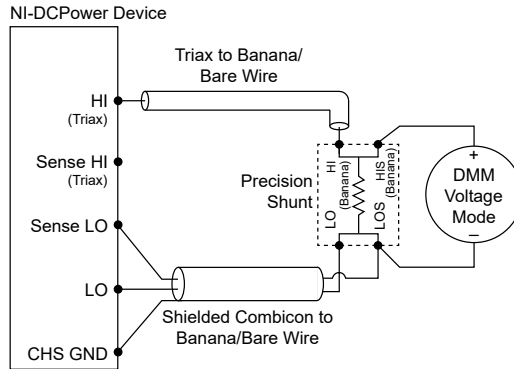 NI-DCPower Device
Triax to Banana/
Bare Wire
HI
(Triax)
Sense HI
(Triax)
Sense LO
LO
CHS GND
Precision
Shunt
HI
(Banana)
HIS
(Banana)
LO
LOS
+
DMM
Voltage
Mode
–
Shielded Combicon to
Banana/Bare Wire